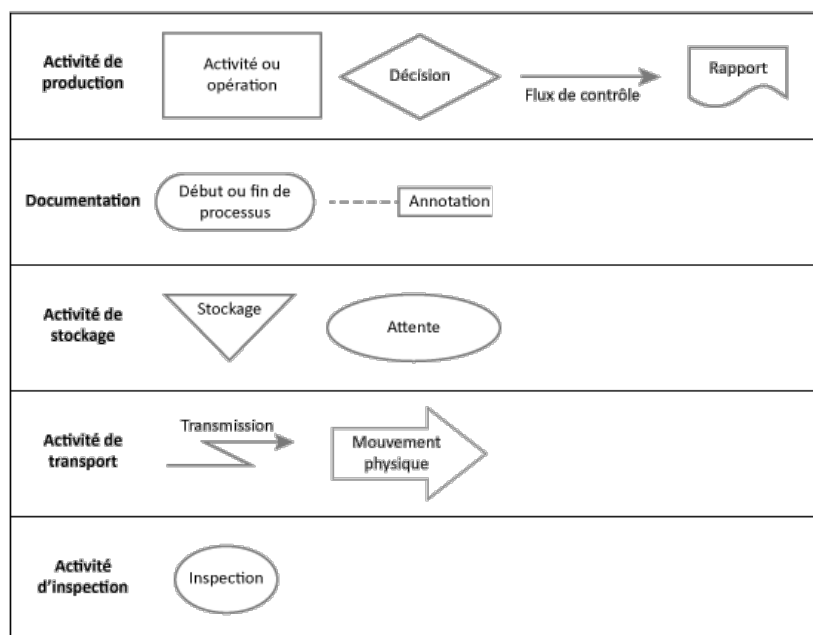 Activité de
production
Activité ou
opération
Décision
Flux de contrôle
Rapport
Documentation
Début ou fin de
processus
Annotation
Activité de
stockage
Stockage
Attente
Activité de
transport
Transmission
Mouvement
physique
Activité
d’inspection
Inspection